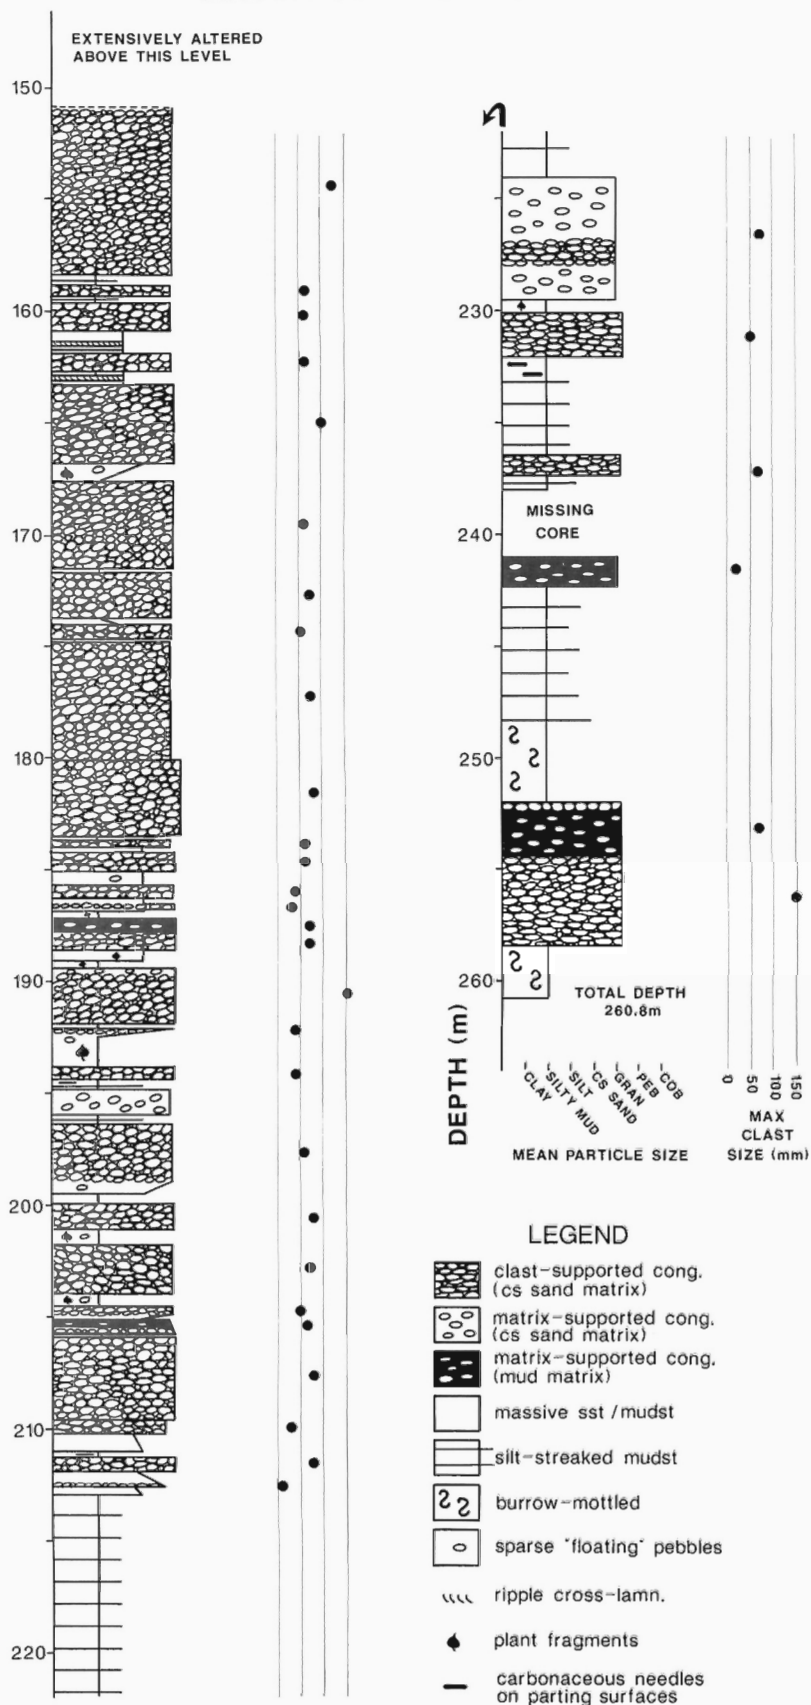 EXTENSIVELY ALTERED
ABOVE THIS LEVEL
150
160
170
180
190
200
210
220
230
MISSING
CORE
240
250
260
TOTAL DEPTH
260.8m
DEPTH (m)
CLAY
SILTY MUD
SILT
CS SAND
GRAN
PEB
COB
MEAN PARTICLE SIZE
0
50
100
150
MAX
CLAST
SIZE (mm)
LEGEND
clast-supported cong.
(cs sand matrix)
matrix-supported cong.
(cs sand matrix)
matrix-supported cong.
(mud matrix)
massive sst / mudst
silt-streaked mudst
burrow-mottled
sparse "floating" pebbles
ripple cross-lamn.
plant fragments
carbonaceous needles
on parting surfaces